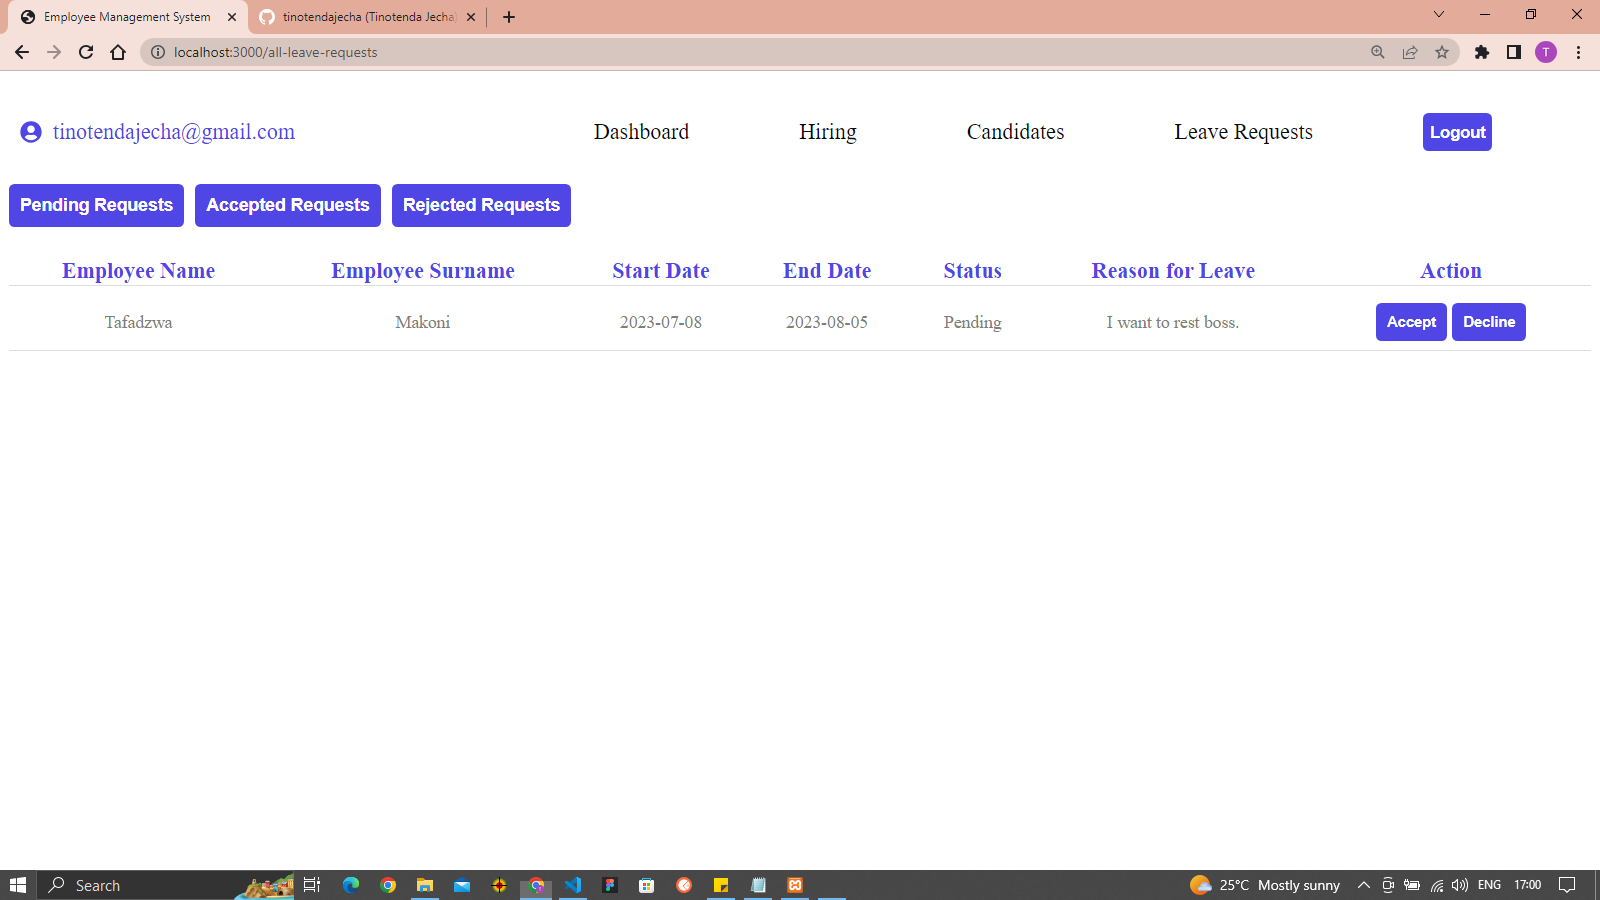 Employee Management System
tinotendajecha (Tinotenda Jecha)
localhost:3000/all-leave-requests
T
tinotendajecha@gmail.com Dashboard Hiring Candidates Leave Requests Logout
Pending Requests Accepted Requests Rejected Requests
Employee Name Employee Surname Start Date End Date Status Reason for Leave Action
Tafadzwa Makoni 2023-07-08 2023-08-05 Pending I want to rest boss. Accept Decline
Search 25°C Mostly sunny ENG 17:00